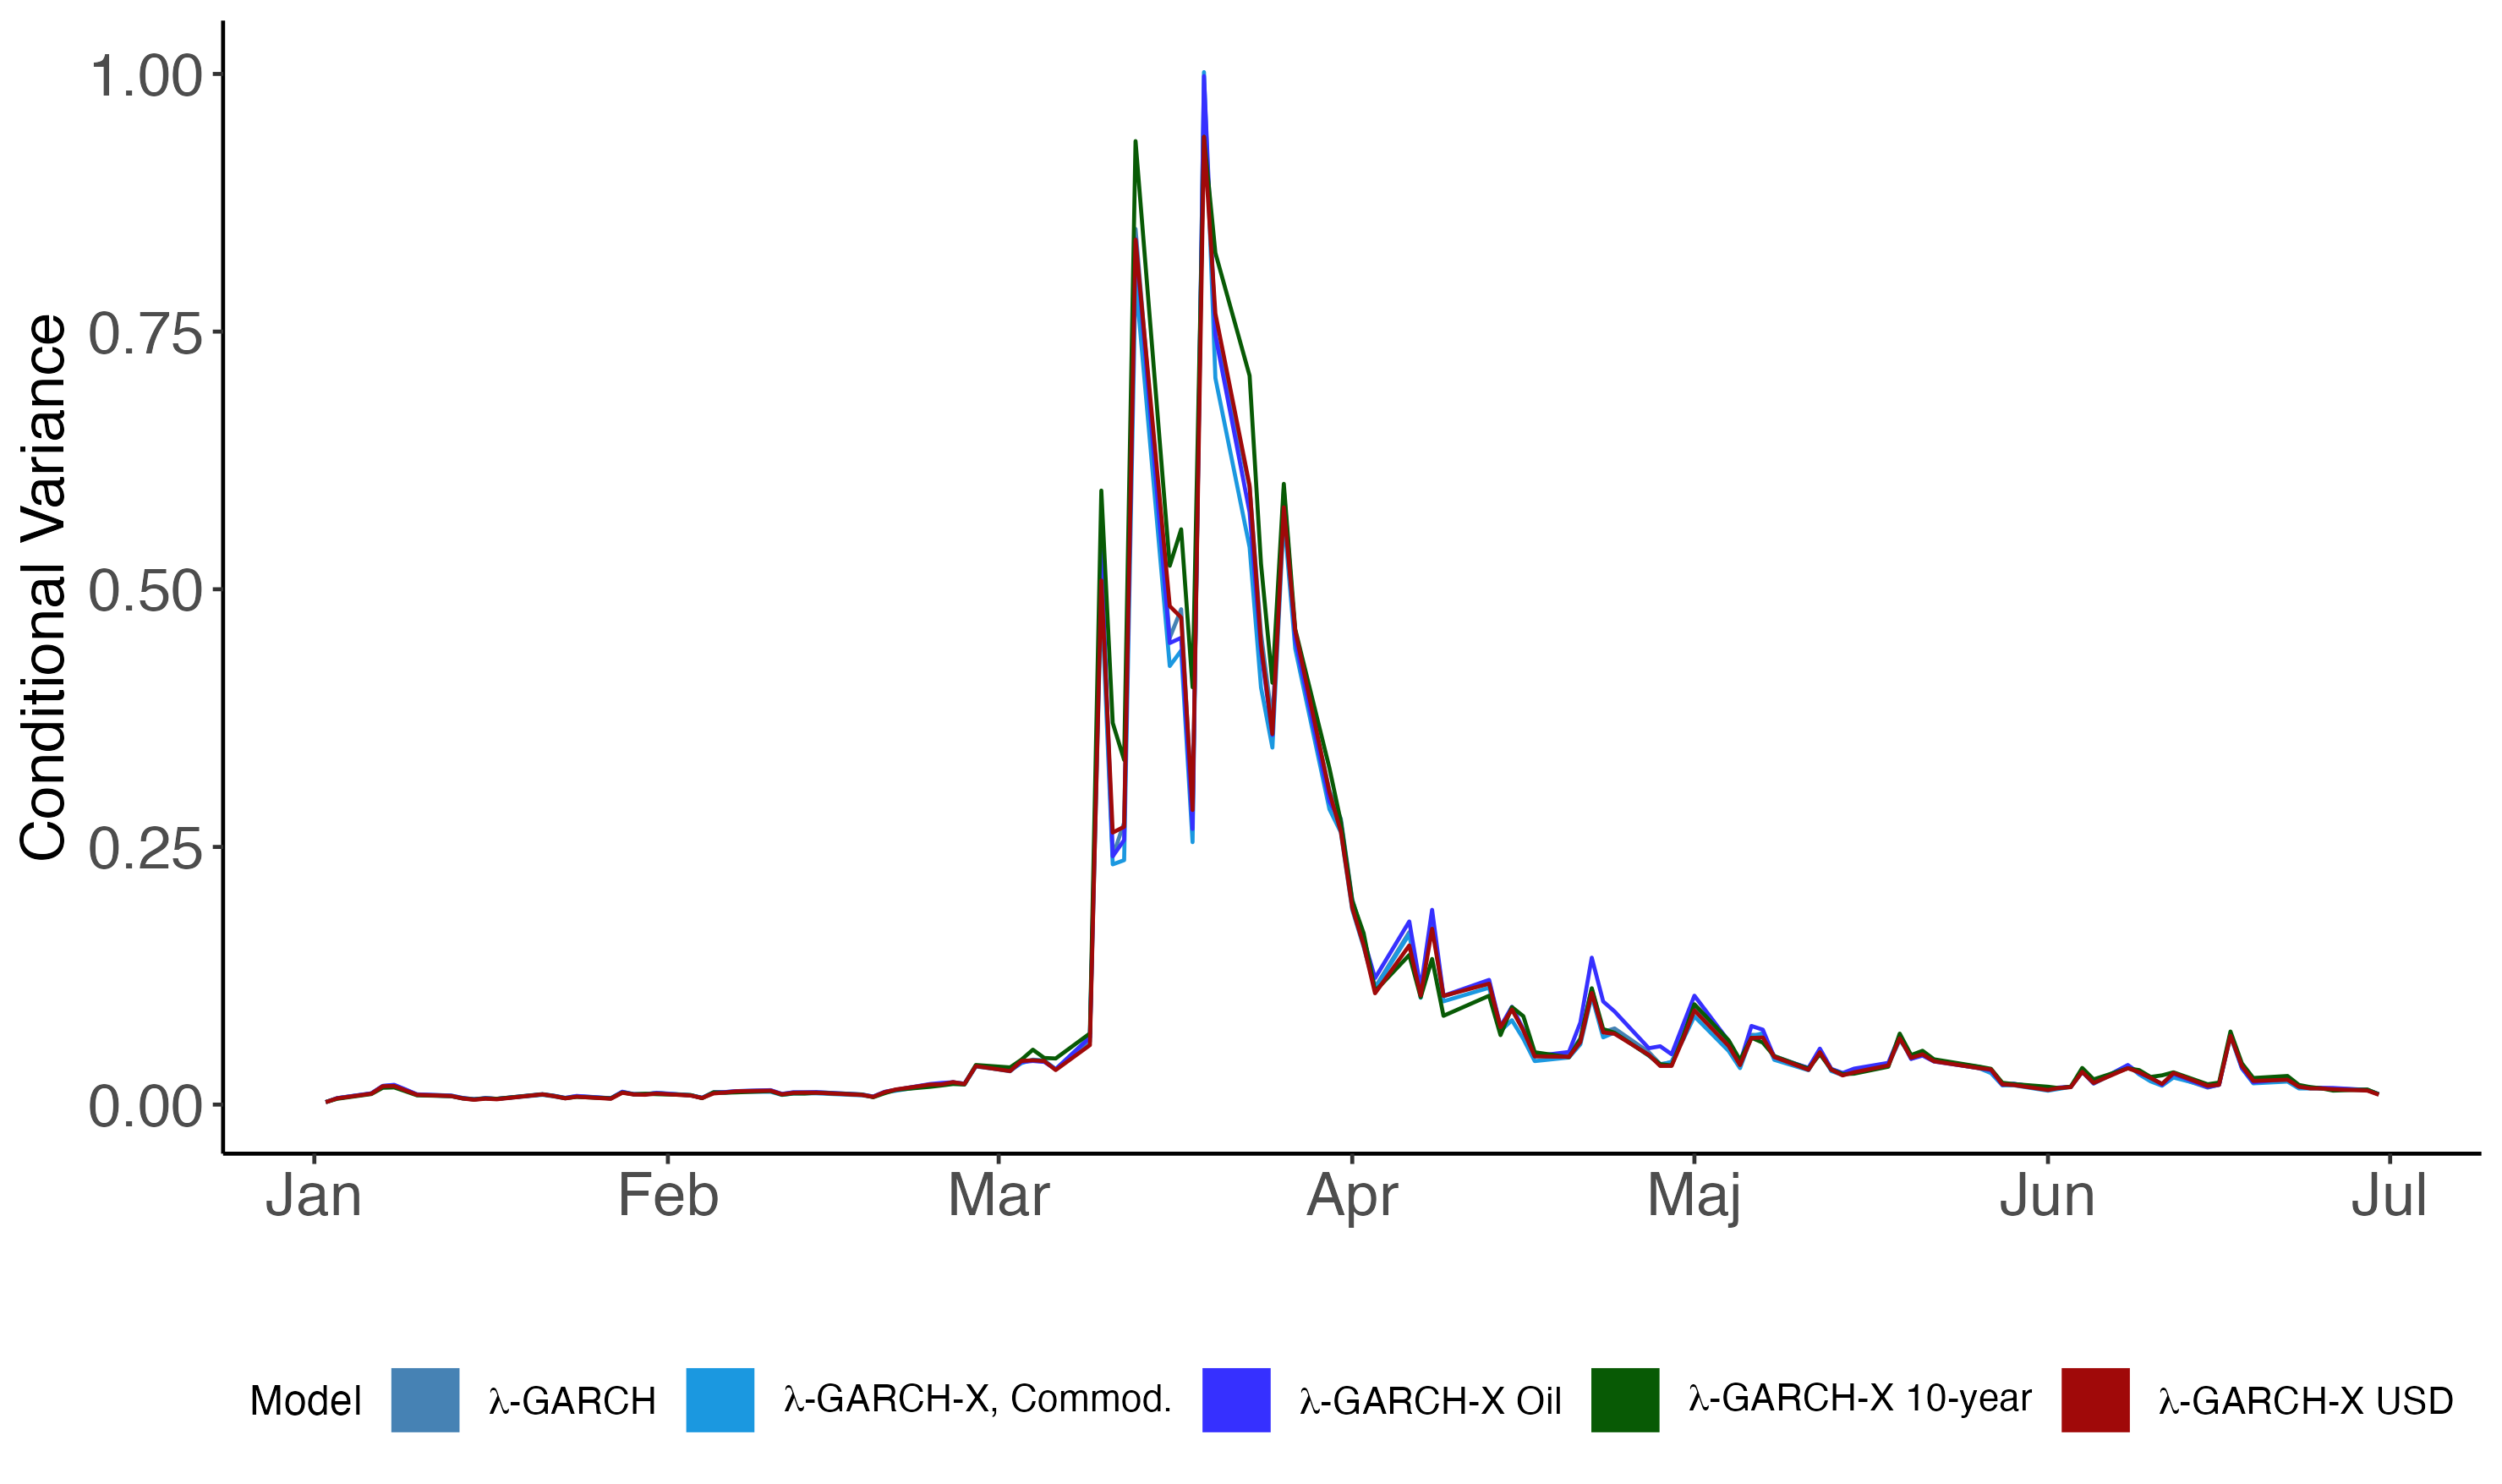 Conditional Variance
1.00
0.75
0.50
0.25
0.00
Jan Feb Mar Apr Maj Jun Jul
Model λ-GARCH λ-GARCH-X, Commod. λ-GARCH-X Oil λ-GARCH-X 10-year λ-GARCH-X USD